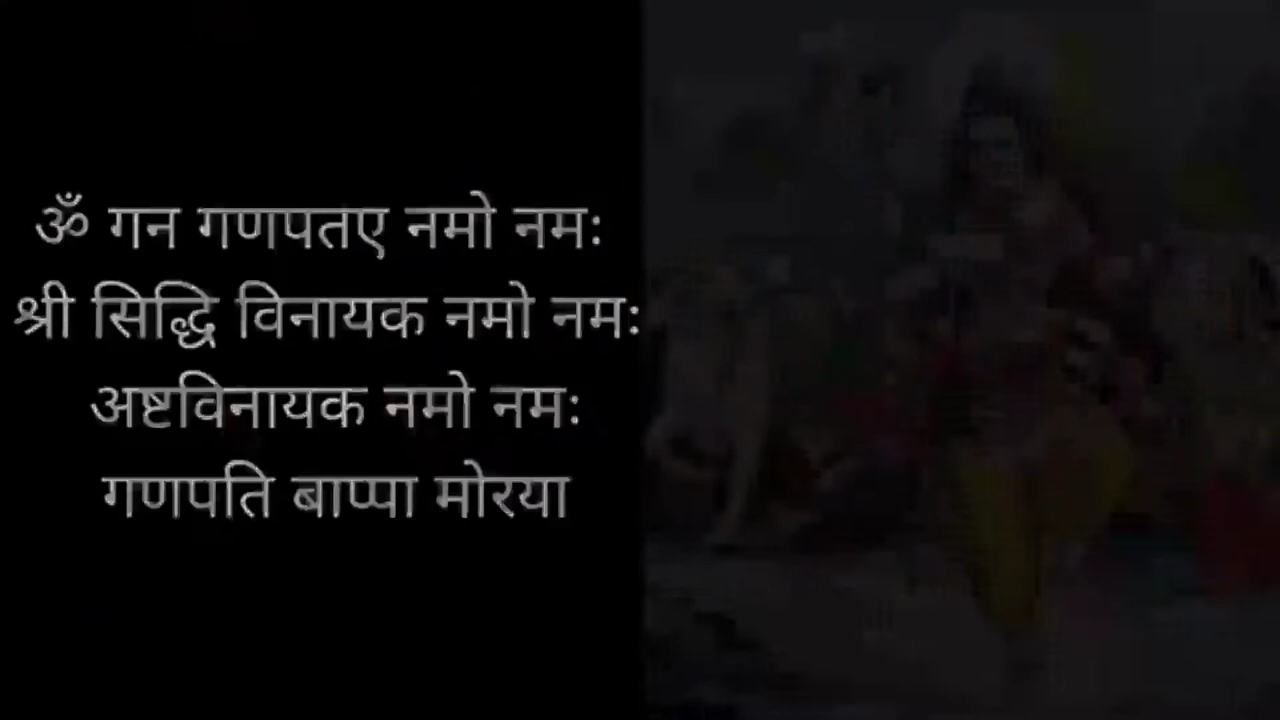 ॐ गन गणपतए नमो नमः
श्री सिद्धि विनायक नमो नमः
अष्टविनायक नमो नमः
गणपति बाप्पा मोरया